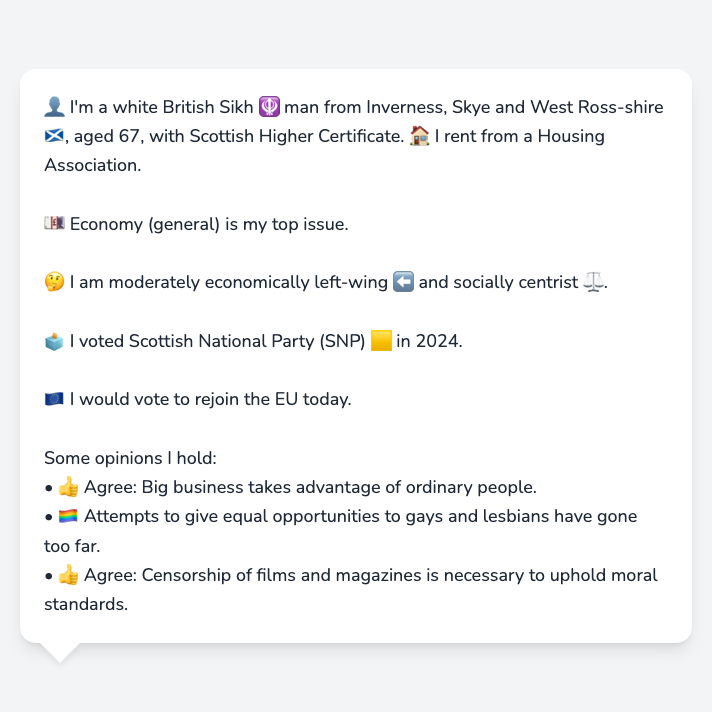 👤 I'm a white British Sikh 🪯 man from Inverness, Skye and West Ross-shire
🏴󠁧󠁢󠁳󠁣󠁴󠁿, aged 67, with Scottish Higher Certificate. 🏠 I rent from a Housing
Association.
💷 Economy (general) is my top issue.
🤔 I am moderately economically left-wing ⬅️ and socially centrist ⚖️.
🗳️ I voted Scottish National Party (SNP) 🟨 in 2024.
🇪🇺 I would vote to rejoin the EU today.
Some opinions I hold:
• 👍 Agree: Big business takes advantage of ordinary people.
• 🏳️‍🌈 Attempts to give equal opportunities to gays and lesbians have gone
too far.
• 👍 Agree: Censorship of films and magazines is necessary to uphold moral
standards.